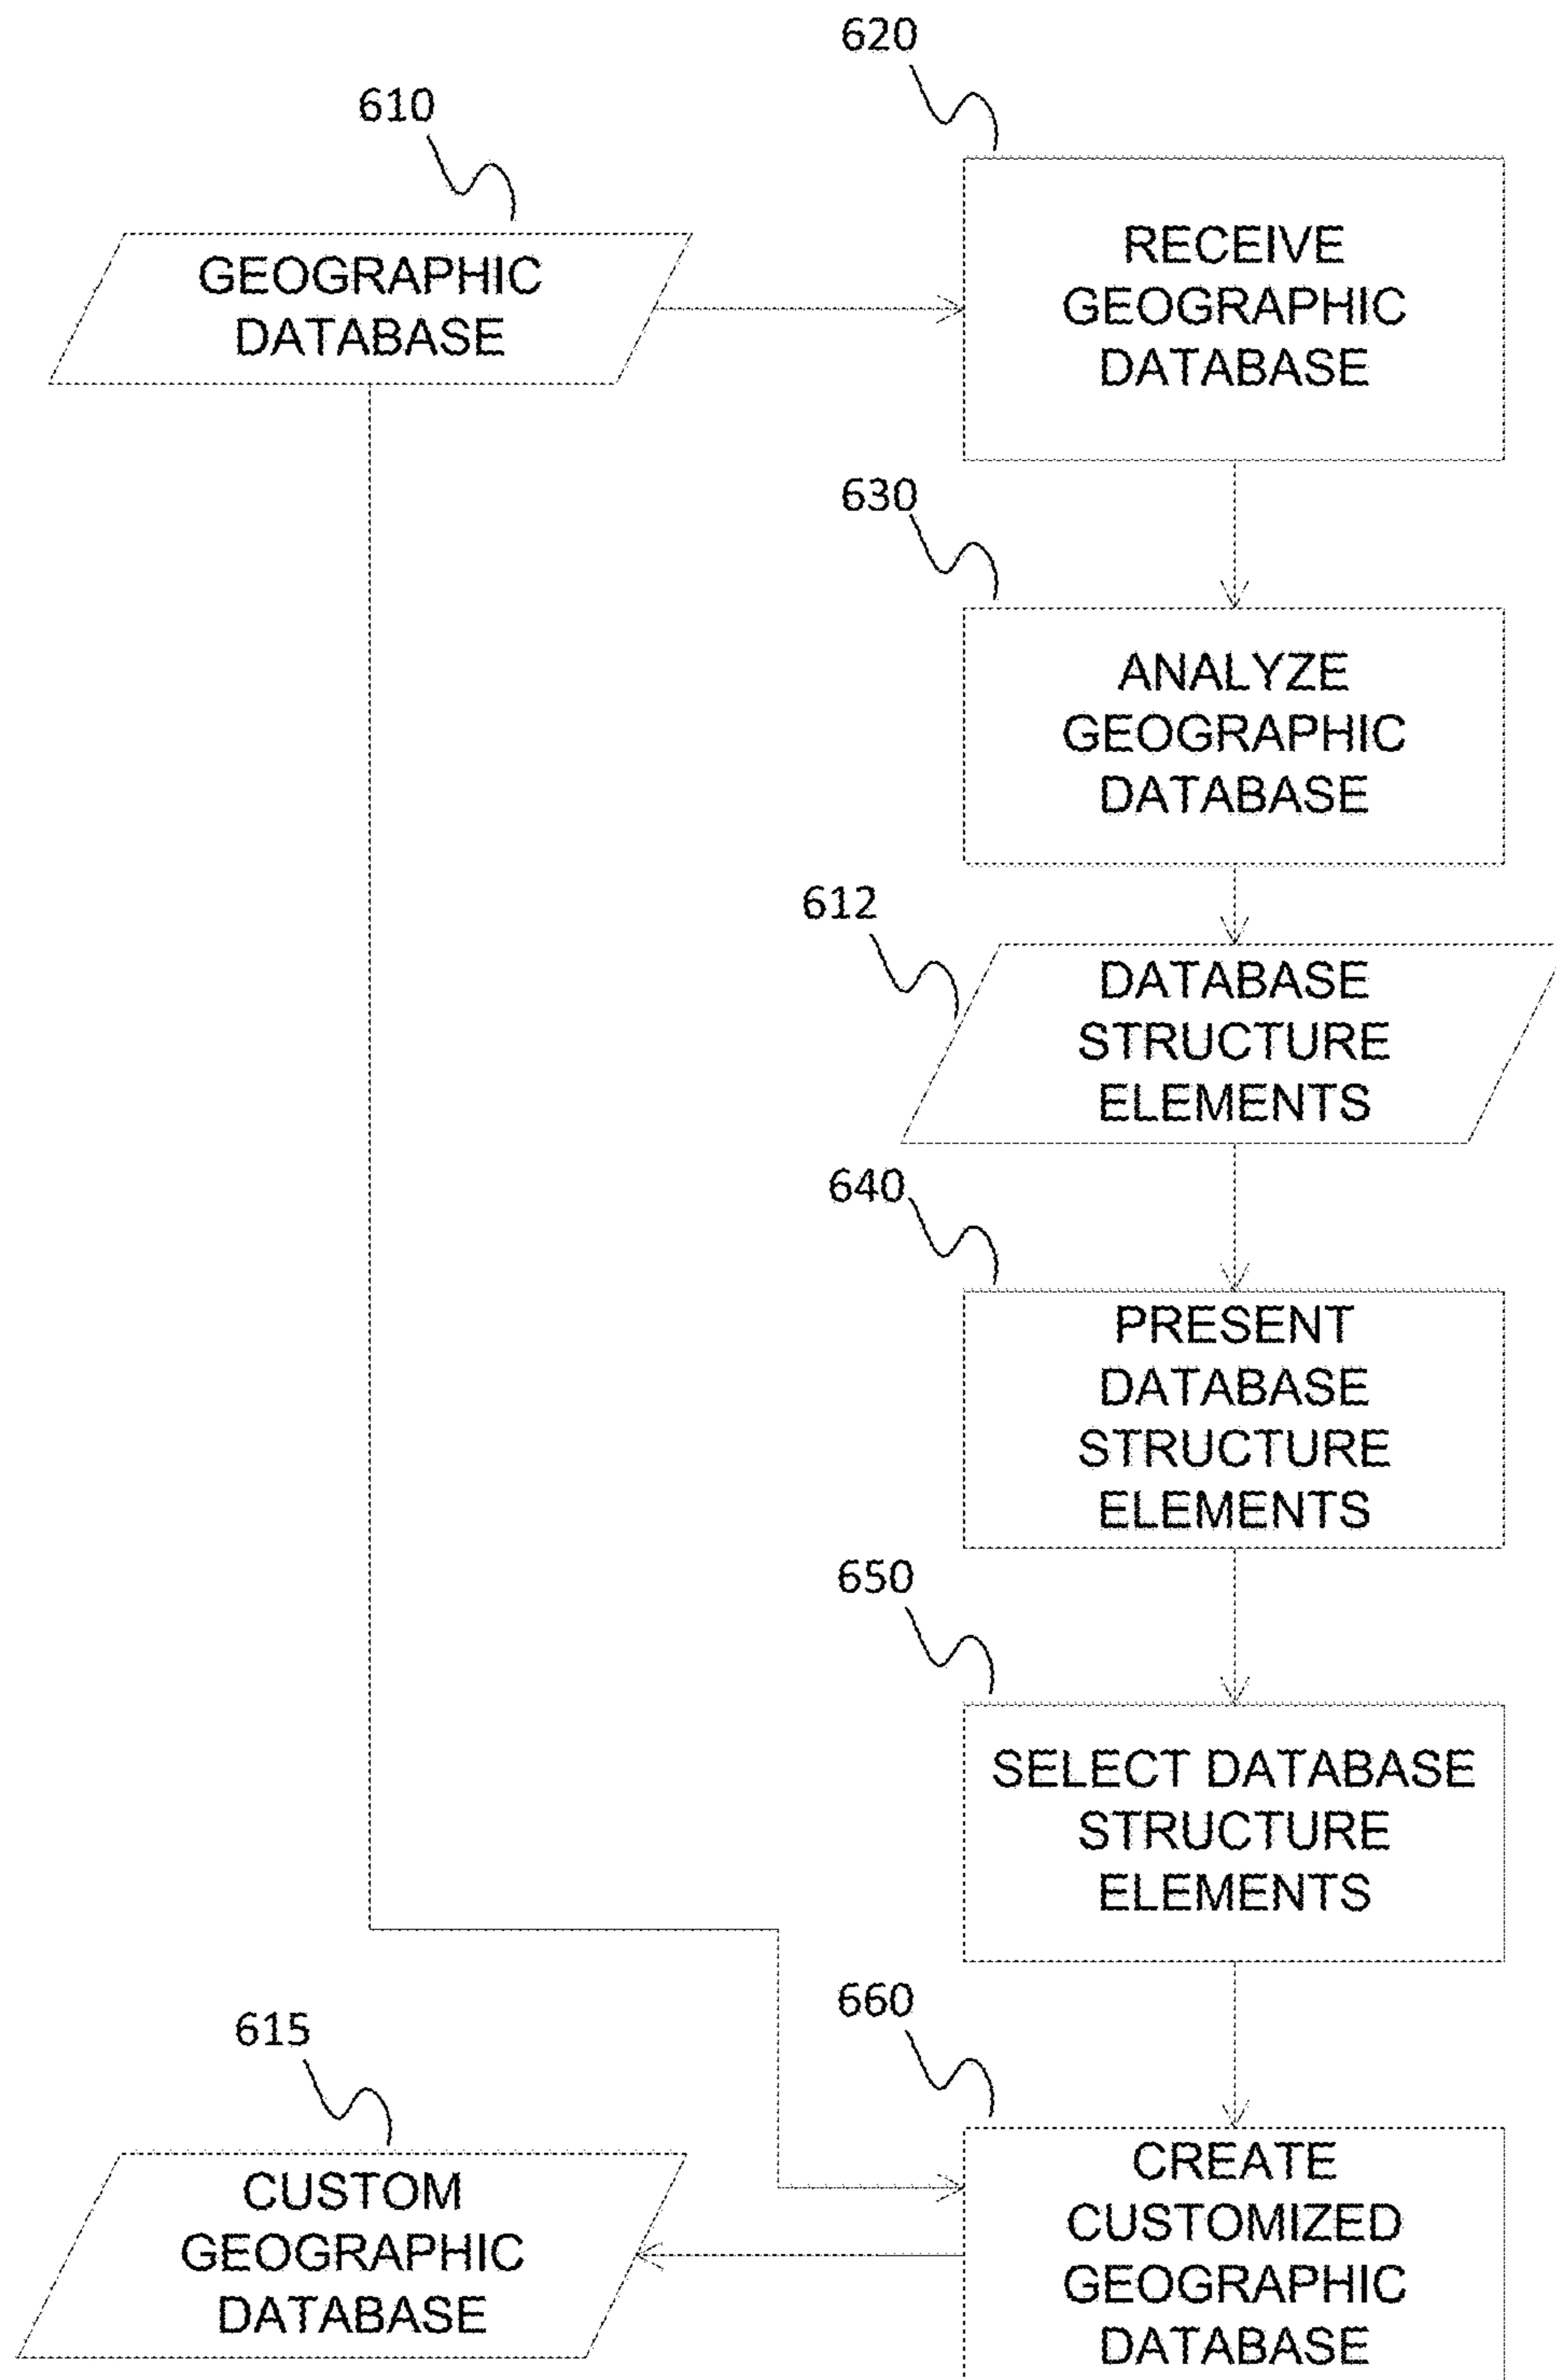 620
610
GEOGRAPHIC
DATABASE
RECEIVE
GEOGRAPHIC
DATABASE
630
ANALYZE
GEOGRAPHIC
DATABASE
612
DATABASE
STRUCTURE
ELEMENTS
640
PRESENT
DATABASE
STRUCTURE
ELEMENTS
650
SELECT DATABASE
STRUCTURE
ELEMENTS
660
615
CUSTOM
GEOGRAPHIC
DATABASE
CREATE
CUSTOMIZED
GEOGRAPHIC
DATABASE